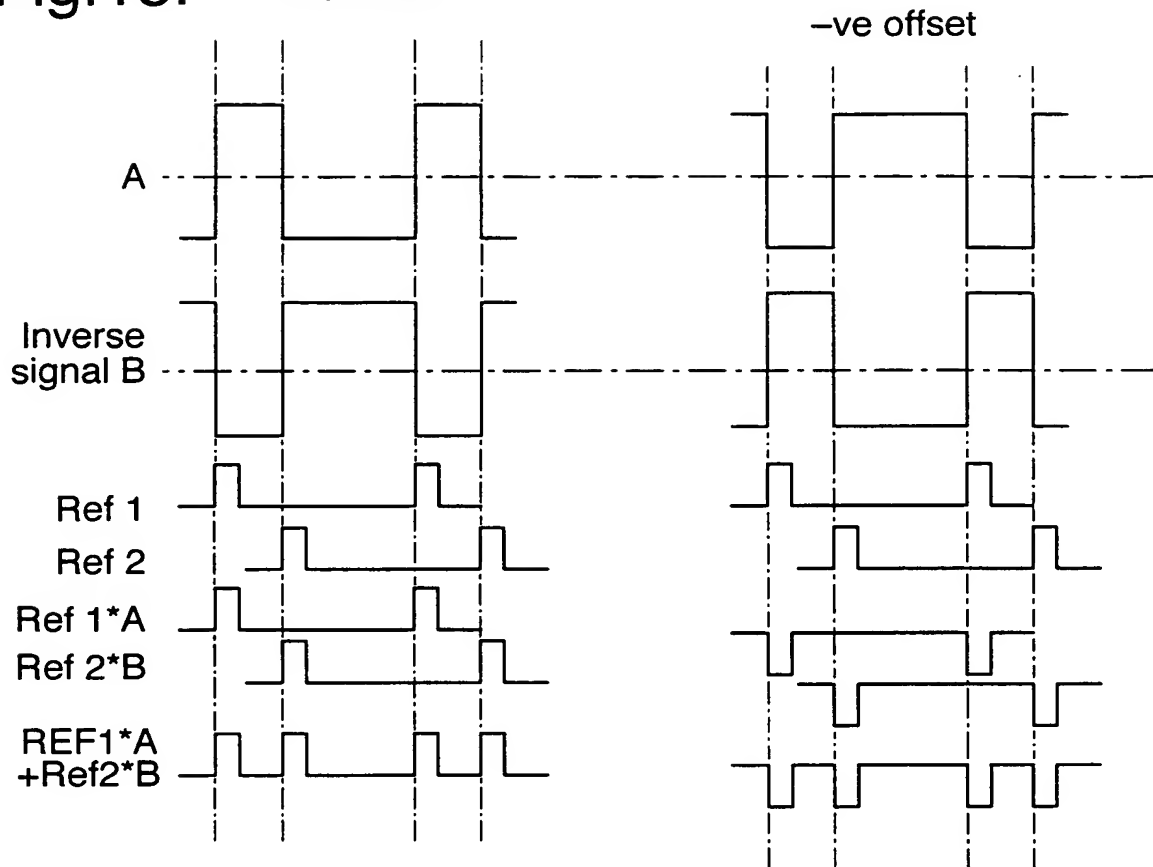 –ve offset
A
Inverse
signal B
Ref 1
Ref 2
Ref 1*A
Ref 2*B
REF1*A
+Ref2*B